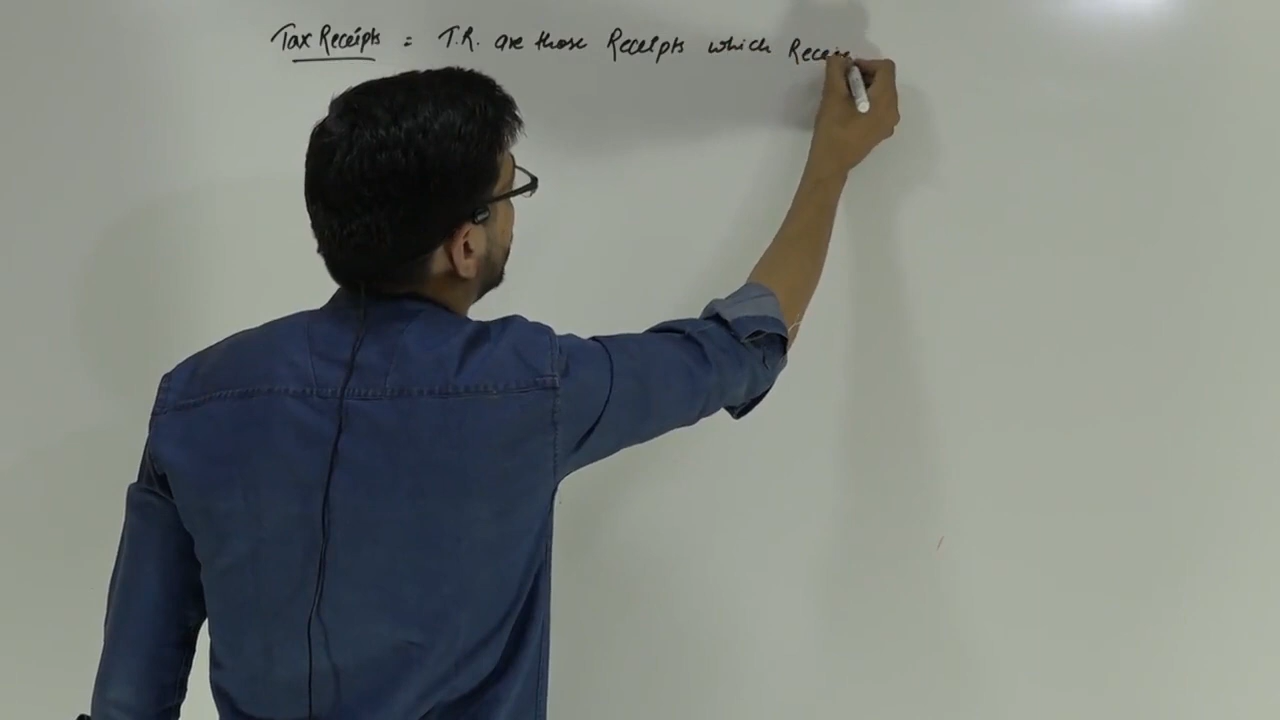 Tax Receipts = T.R. are those Receipts which